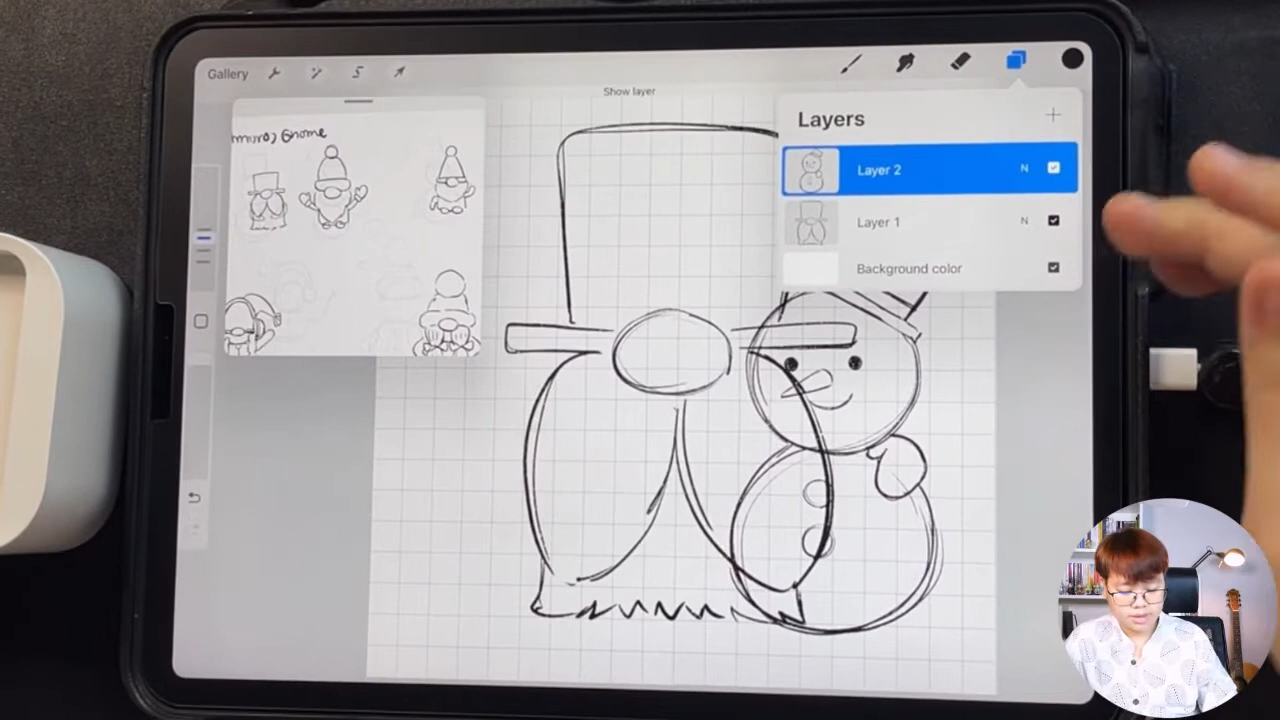 Gallery
Show layer
Gnome
Layers
Layer 2
N
Layer 1
N
Background color